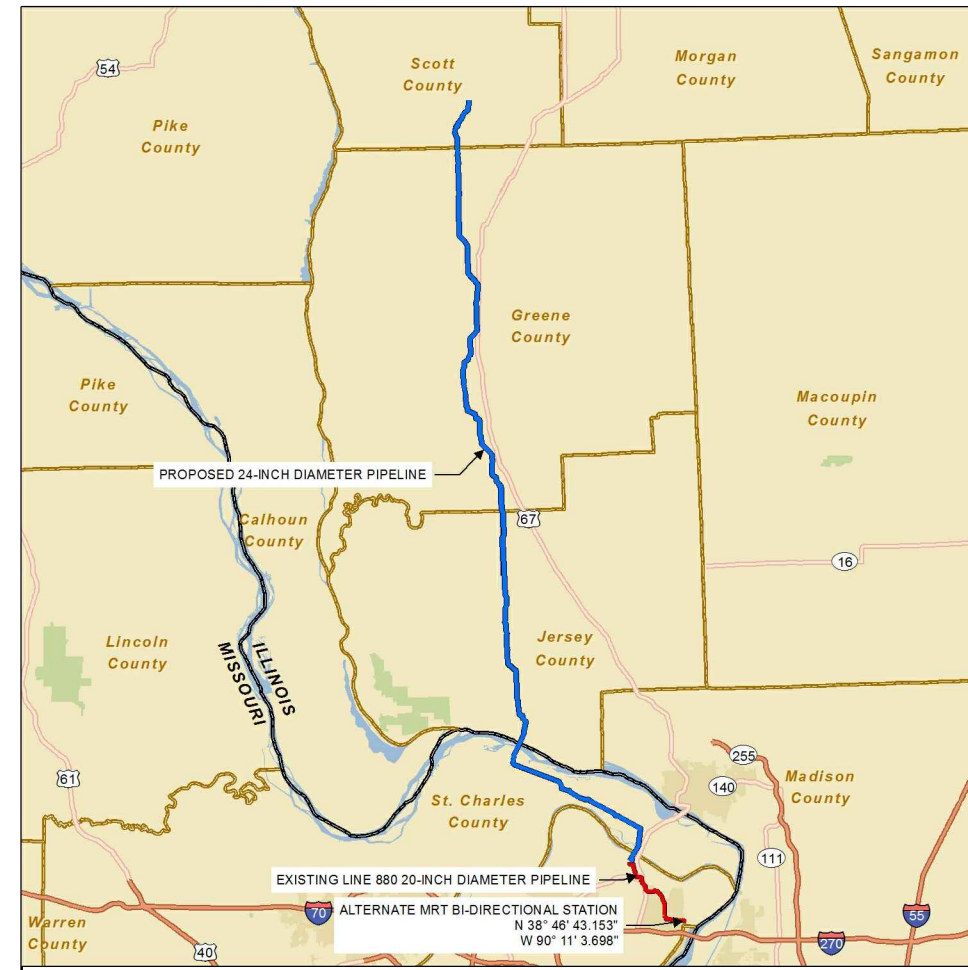 Scott
County
Morgan
County
Sangamon
County
54
Pike
County
Greene
County
Pike
County
Macoupin
County
PROPOSED 24-INCH DIAMETER PIPELINE
67
Calhoun
County
16
Lincoln
County
ILLINOIS
MISSOURI
Jersey
County
255
61
140
Madison
County
St. Charles
County
111
EXISTING LINE 880 20-INCH DIAMETER PIPELINE
ALTERNATE MRT BI-DIRECTIONAL STATION
N 38° 46' 43.153"
W 90° 11' 3.698"
70
55
Warren
County
40
270